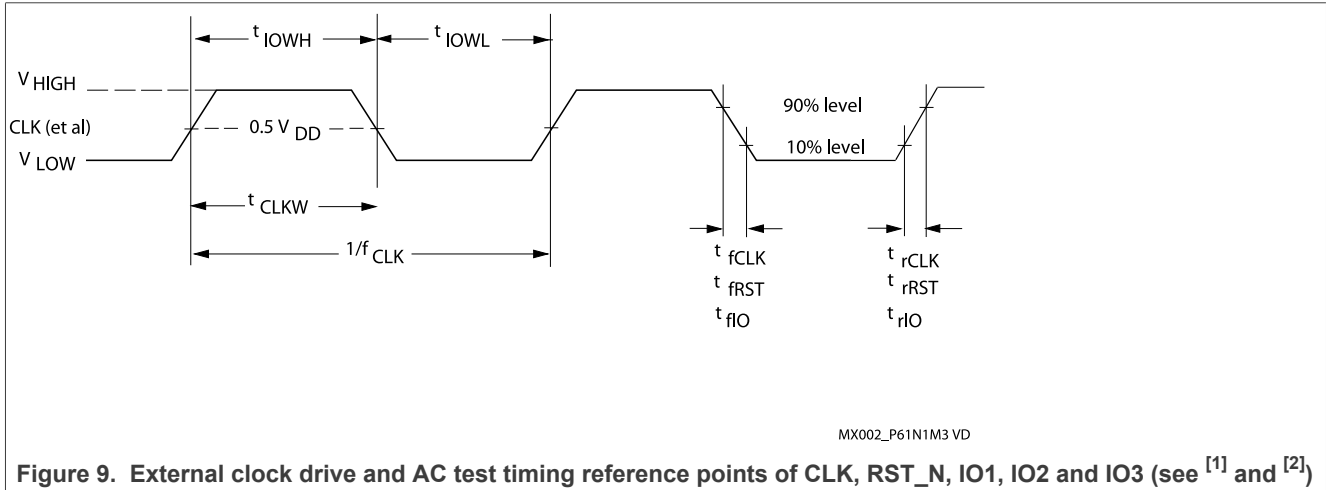 t IOWH
t IOWL
V HIGH
CLK (et al)
0.5 V DD
V LOW
90% level
10% level
t CLKW
1/f CLK
t fCLK
t fRST
t fIO
t rCLK
t rRST
t rIO
MX002_P61N1M3 VD
Figure 9. External clock drive and AC test timing reference points of CLK, RST_N, IO1, IO2 and IO3 (see [1] and [2])